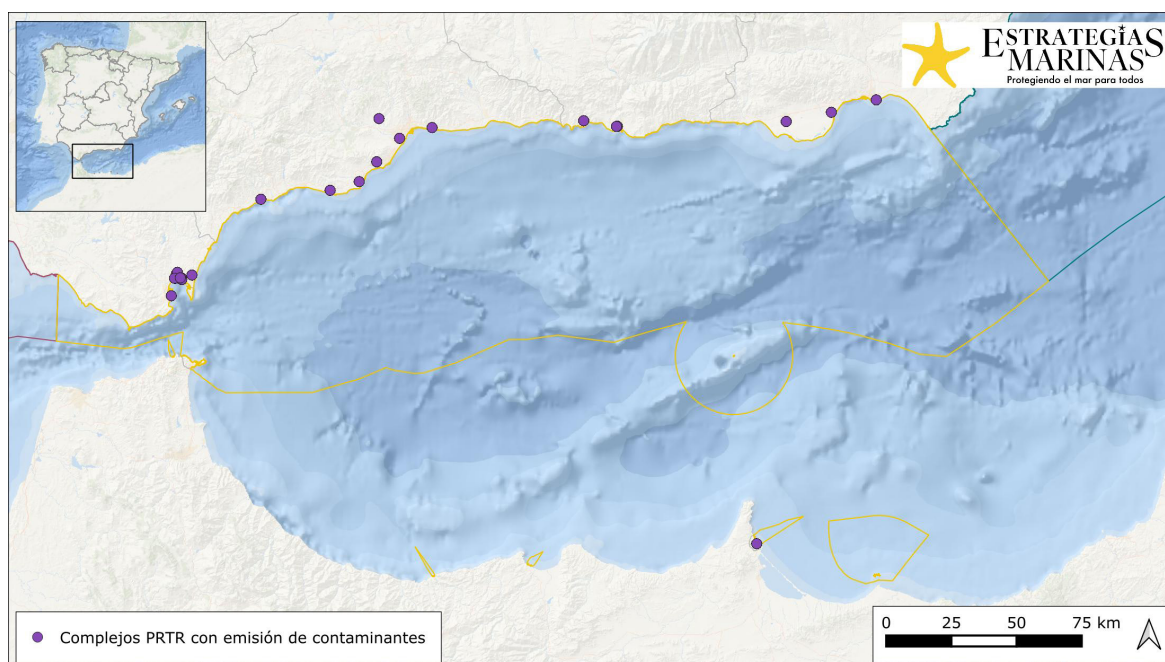 ESTRATEGIAS
MARINAS
Protegiendo el mar para todos
Complejos PRTR con emisión de contaminantes
0 25 50 75 km